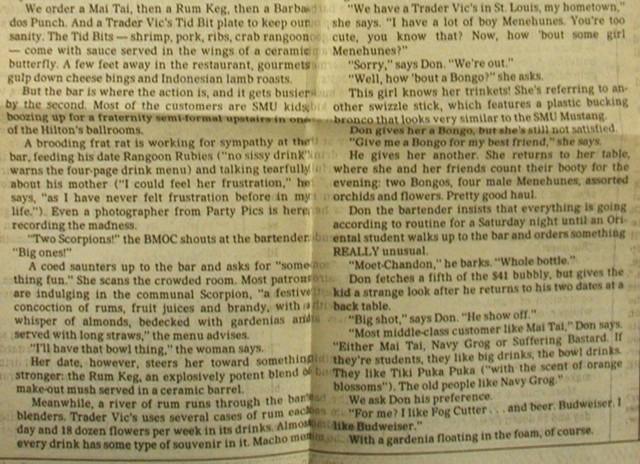 We order a Mai Tai, then a Rum Keg, then a Barba-
dos Punch. And a Trader Vic's Tid Bit plate to keep our
sanity. The Tid Bits — shrimp, pork, ribs, crab rangoon
— come with sauce served in the wings of a ceramic
butterfly. A few feet away in the restaurant, gourmets
gulp down cheese bings and Indonesian lamb roasts.
But the bar is where the action is, and it gets busier
by the second. Most of the customers are SMU kids,
boozing up for a fraternity semi-formal upstairs in one
of the Hilton's ballrooms.
A brooding frat rat is working for sympathy at the
bar, feeding his date Rangoon Rubies ("no sissy drink"
warns the four-page drink menu) and talking tearfully
about his mother ("I could feel her frustration," he
says, "as I have never felt frustration before in my
life."). Even a photographer from Party Pics is here,
recording the madness.
"Two Scorpions!" the BMOC shouts at the bartender.
"Big ones!"
A coed saunters up to the bar and asks for "some-
thing fun." She scans the crowded room. Most patrons
are indulging in the communal Scorpion, "a festive
concoction of rums, fruit juices and brandy, with a
whisper of almonds, bedecked with gardenias and
served with long straws," the menu advises.
"I'll have that bowl thing," the woman says.
Her date, however, steers her toward something
stronger: the Rum Keg, an explosively potent blend of
make-out mush served in a ceramic barrel.
Meanwhile, a river of rum runs through the bar
blenders. Trader Vic's uses several cases of rum each
day and 18 dozen flowers per week in its drinks. Almost
every drink has some type of souvenir in it. Macho
"We have a Trader Vic's in St. Louis, my hometown,"
she says. "I have a lot of boy Menehunes. You're too
cute, you know that? Now, how 'bout some girl
Menehunes?"
"Sorry," says Don. "We're out."
"Well, how 'bout a Bongo?" she asks.
This girl knows her trinkets! She's referring to an-
other swizzle stick, which features a plastic bucking
bronco that looks very similar to the SMU Mustang.
Don gives her a Bongo, but she's still not satisfied.
"Give me a Bongo for my best friend," she says.
He gives her another. She returns to her table,
where she and her friends count their booty for the
evening: two Bongos, four male Menehunes, assorted
orchids and flowers. Pretty good haul.
Don the bartender insists that everything is going
according to routine for a Saturday night until an Ori-
ental student walks up to the bar and orders something
REALLY unusual.
"Moet-Chandon," he barks. "Whole bottle."
Don fetches a fifth of the $41 bubbly, but gives the
kid a strange look after he returns to his two dates at a
back table.
"Big shot," says Don. "He show off."
"Most middle-class customer like Mai Tai," Don says.
"Either Mai Tai, Navy Grog or Suffering Bastard. If
they're students, they like big drinks, the bowl drinks.
They like Tiki Puka Puka ("with the scent of orange
blossoms"). The old people like Navy Grog."
We ask Don his preference.
"For me? I like Fog Cutter . . . and beer. Budweiser. I
like Budweiser."
With a gardenia floating in the foam, of course.